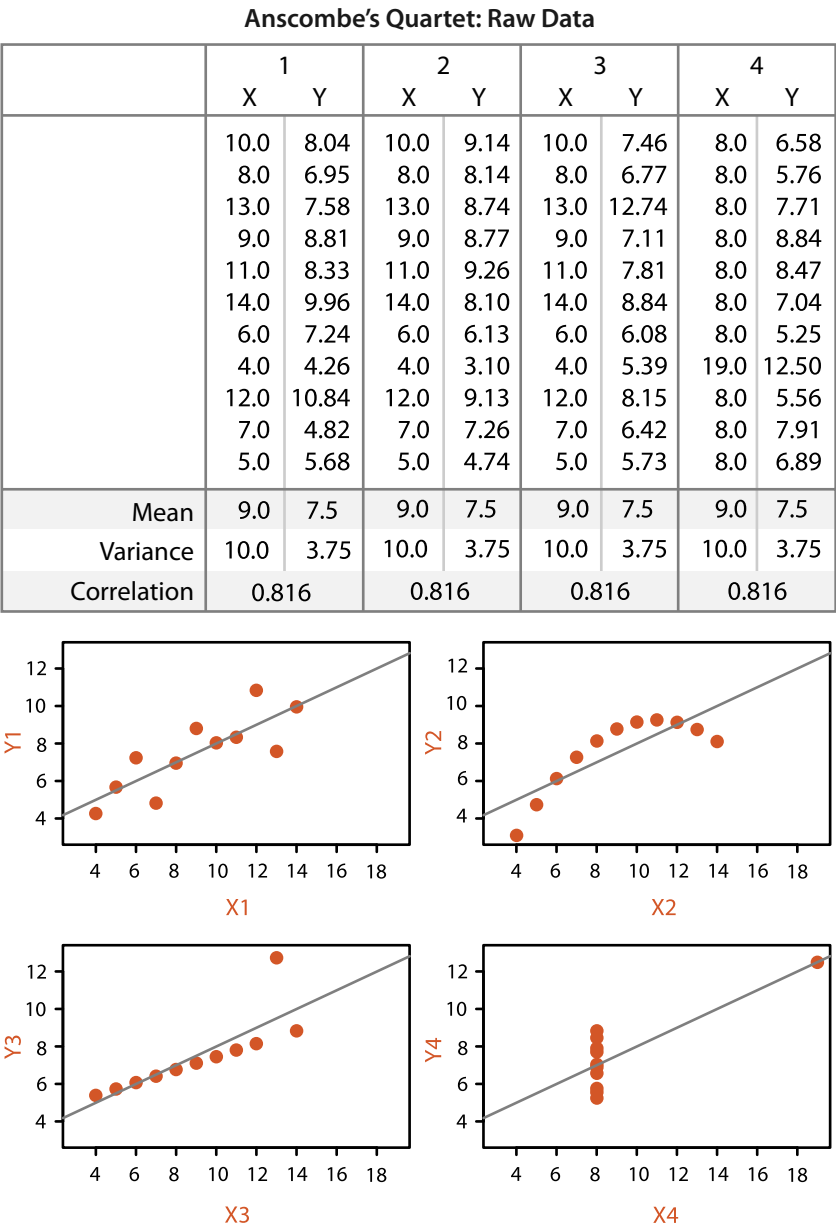 Anscombe’s Quartet: Raw Data
1 2 3 4
X Y X Y X Y X Y
10.0 8.04 10.0 9.14 10.0 7.46 8.0 6.58
8.0 6.95 8.0 8.14 8.0 6.77 8.0 5.76
13.0 7.58 13.0 8.74 13.0 12.74 8.0 7.71
9.0 8.81 9.0 8.77 9.0 7.11 8.0 8.84
11.0 8.33 11.0 9.26 11.0 7.81 8.0 8.47
14.0 9.96 14.0 8.10 14.0 8.84 8.0 7.04
6.0 7.24 6.0 6.13 6.0 6.08 8.0 5.25
4.0 4.26 4.0 3.10 4.0 5.39 19.0 12.50
12.0 10.84 12.0 9.13 12.0 8.15 8.0 5.56
7.0 4.82 7.0 7.26 7.0 6.42 8.0 7.91
5.0 5.68 5.0 4.74 5.0 5.73 8.0 6.89
Mean 9.0 7.5 9.0 7.5 9.0 7.5 9.0 7.5
Variance 10.0 3.75 10.0 3.75 10.0 3.75 10.0 3.75
Correlation 0.816 0.816 0.816 0.816
12
10
8
6
4
Y1
4 6 8 10 12 14 16 18
X1
12
10
8
6
4
Y2
4 6 8 10 12 14 16 18
X2
12
10
8
6
4
Y3
4 6 8 10 12 14 16 18
X3
12
10
8
6
4
Y4
4 6 8 10 12 14 16 18
X4